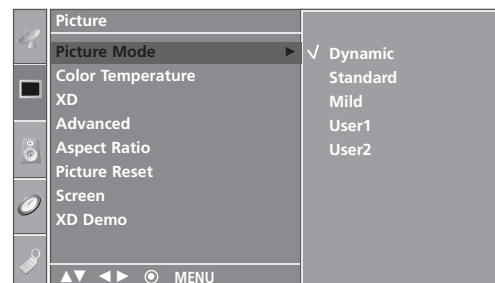 Picture
Picture Mode ► √ Dynamic
Color Temperature Standard
XD Mild
Advanced User1
Aspect Ratio User2
Picture Reset
Screen
XD Demo
▲▼ ◄► ⊙ MENU